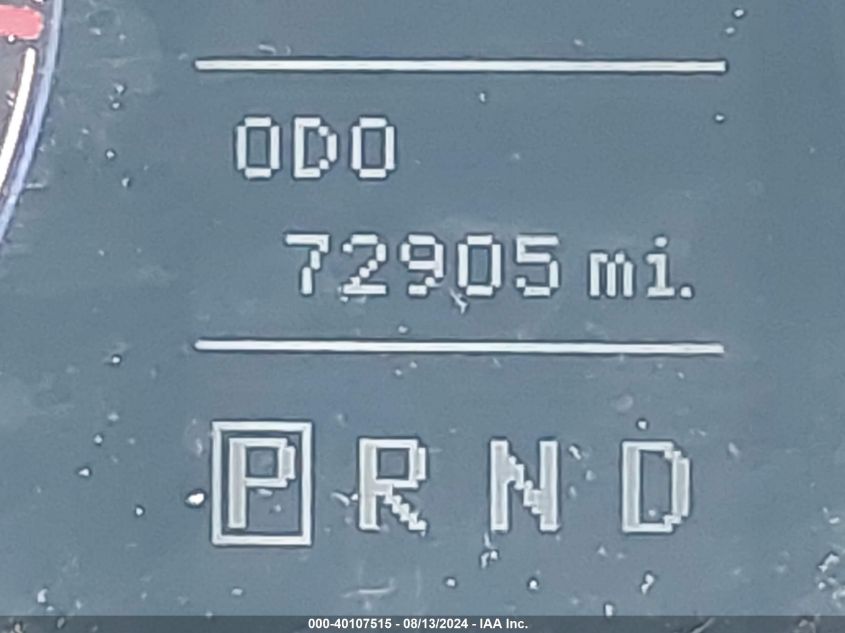 ODO
72905 mi.
P R N D
000-40107515 - 08/13/2024 - IAA Inc.